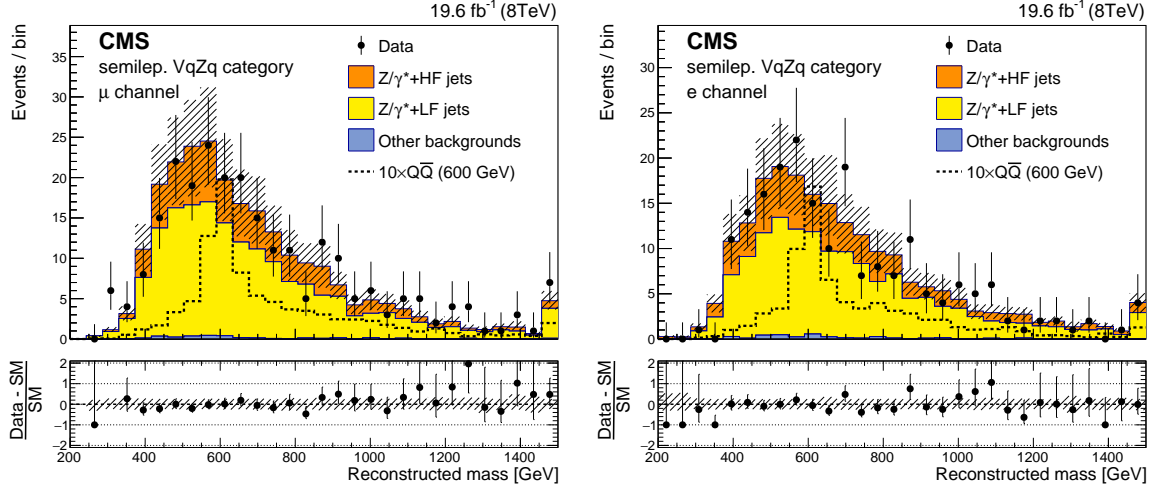 19.6 fb⁻¹ (8TeV)
Events / bin
35
30
25
20
15
10
5
0
CMS
semilep. VqZq category
μ channel
Data
Z/γ*+HF jets
Z/γ*+LF jets
Other backgrounds
10×QQ̅ (600 GeV)
Data - SM
SM
2
1
0
−1
−2
200 400 600 800 1000 1200 1400
Reconstructed mass [GeV]
19.6 fb⁻¹ (8TeV)
Events / bin
30
25
20
15
10
5
0
CMS
semilep. VqZq category
e channel
Data
Z/γ*+HF jets
Z/γ*+LF jets
Other backgrounds
10×QQ̅ (600 GeV)
Data - SM
SM
2
1
0
−1
−2
200 400 600 800 1000 1200 1400
Reconstructed mass [GeV]